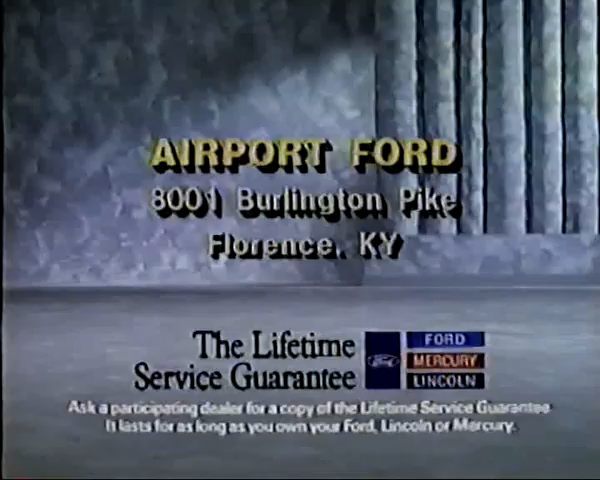 AIRPORT FORD
8001 Burlington Pike
Florence, KY
The Lifetime
Service Guarantee
Ford
FORD
MERCURY
LINCOLN
Ask a participating dealer for a copy of the Lifetime Service Guarantee
It lasts for as long as you own your Ford, Lincoln or Mercury.